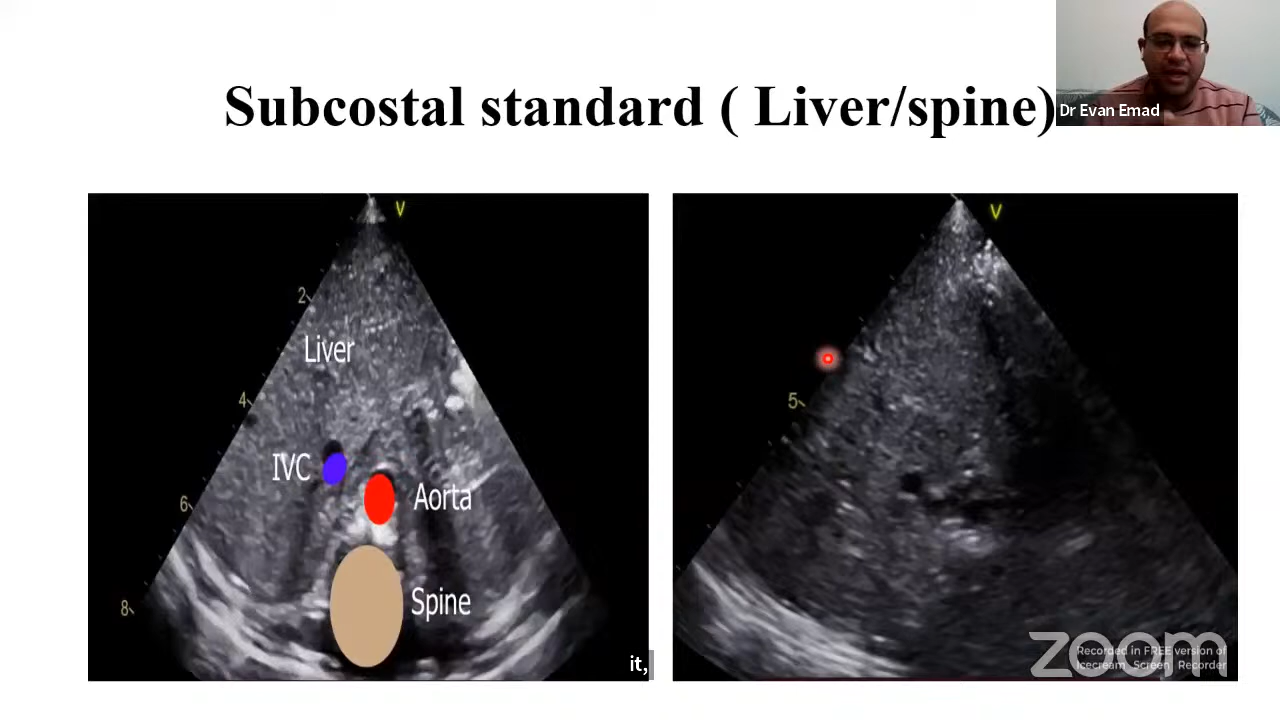 Subcostal standard ( Liver/spine)
Dr Evan Emad
V
2
Liver
4
IVC
Aorta
6
Spine
8
V
5
it,
zoom
Recorded in FREE version of
Icecream Screen Recorder